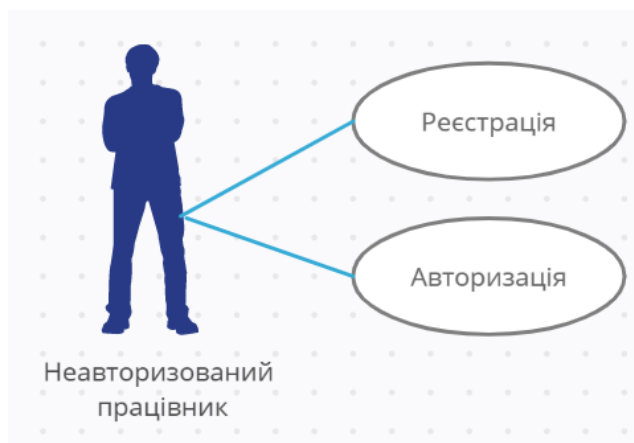 Реєстрація
Авторизація
Неавторизований
працівник